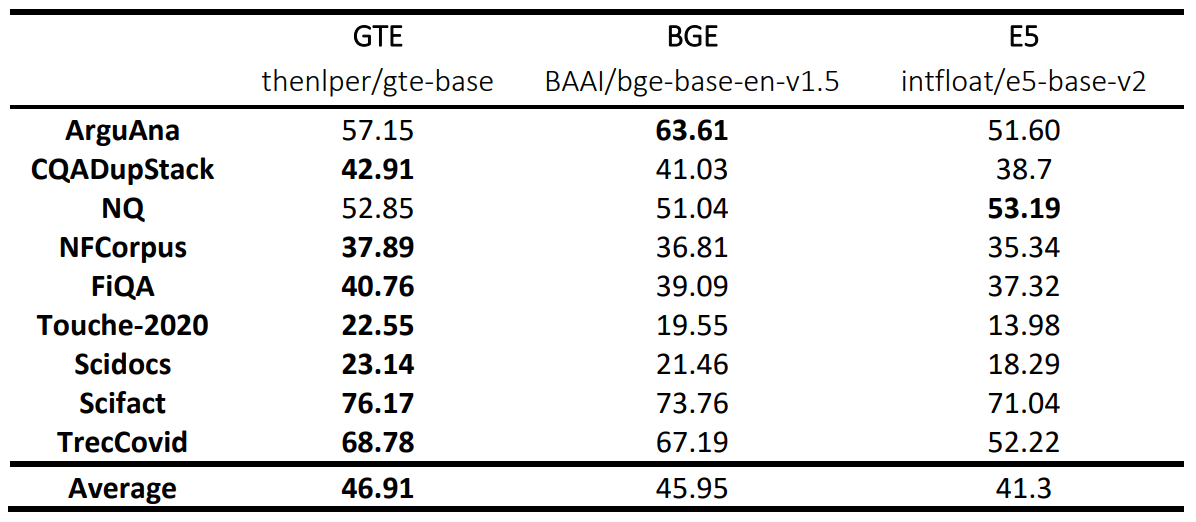 GTE BGE E5
thenlper/gte-base BAAI/bge-base-en-v1.5 intfloat/e5-base-v2
ArguAna 57.15 63.61 51.60
CQADupStack 42.91 41.03 38.7
NQ 52.85 51.04 53.19
NFCorpus 37.89 36.81 35.34
FiQA 40.76 39.09 37.32
Touche-2020 22.55 19.55 13.98
Scidocs 23.14 21.46 18.29
Scifact 76.17 73.76 71.04
TrecCovid 68.78 67.19 52.22
Average 46.91 45.95 41.3